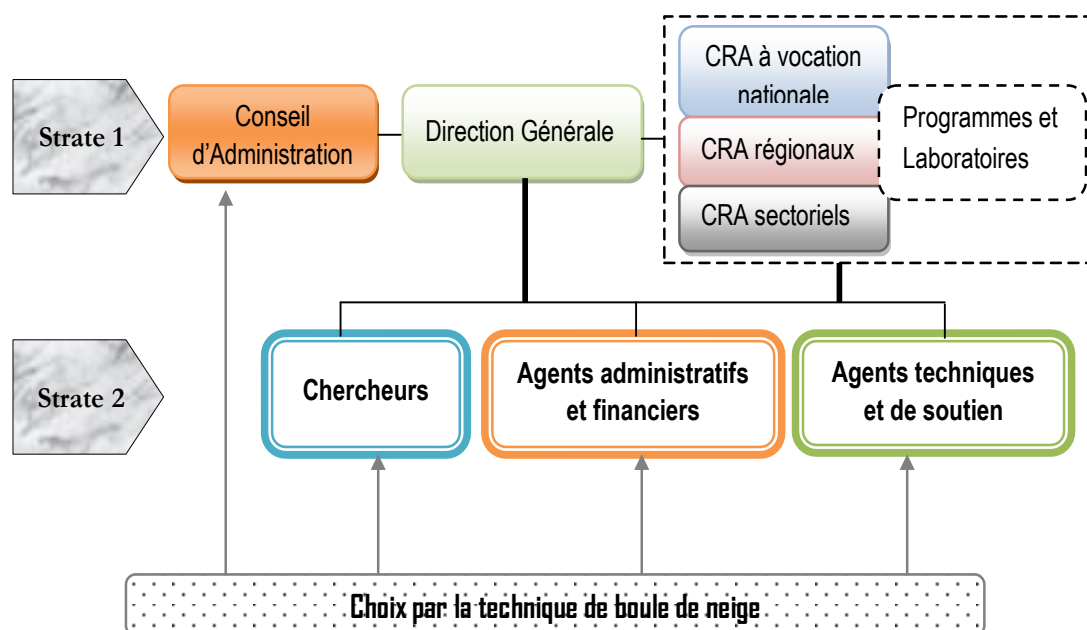 Strate 1
Conseil
d'Administration
Direction Générale
CRA à vocation
nationale
CRA régionaux
CRA sectoriels
Programmes et
Laboratoires
Strate 2
Chercheurs
Agents administratifs
et financiers
Agents techniques
et de soutien
Choix par la technique de boule de neige